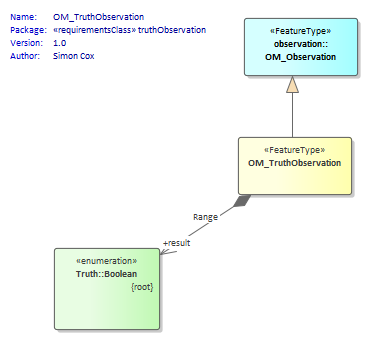 Name: OM_TruthObservation
Package: «requirementsClass» truthObservation
Version: 1.0
Author: Simon Cox
«FeatureType»
observation::
OM_Observation
«FeatureType»
OM_TruthObservation
Range
+result
«enumeration»
Truth::Boolean
{root}